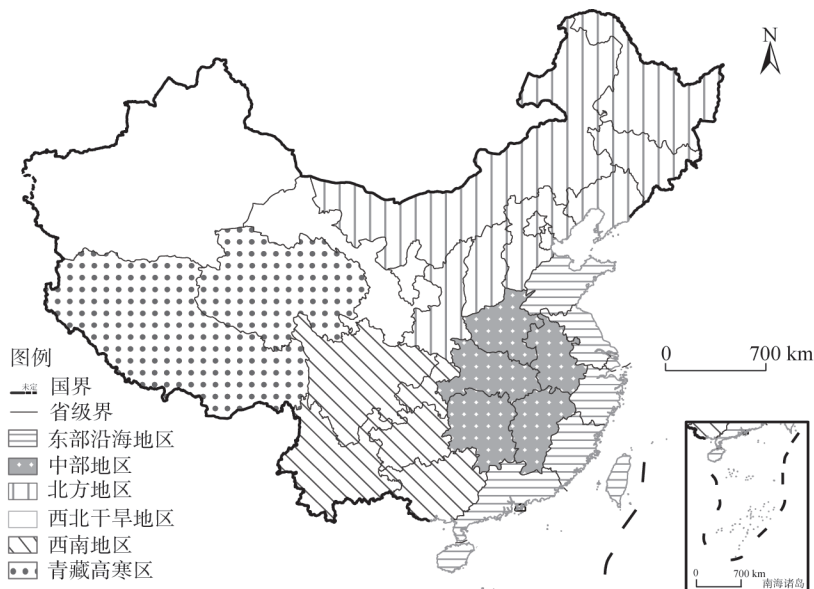 N
0 700 km
图例
未定 国界
省级界
东部沿海地区
中部地区
北方地区
西北干旱地区
西南地区
青藏高寒区
0 700 km
南海诸岛